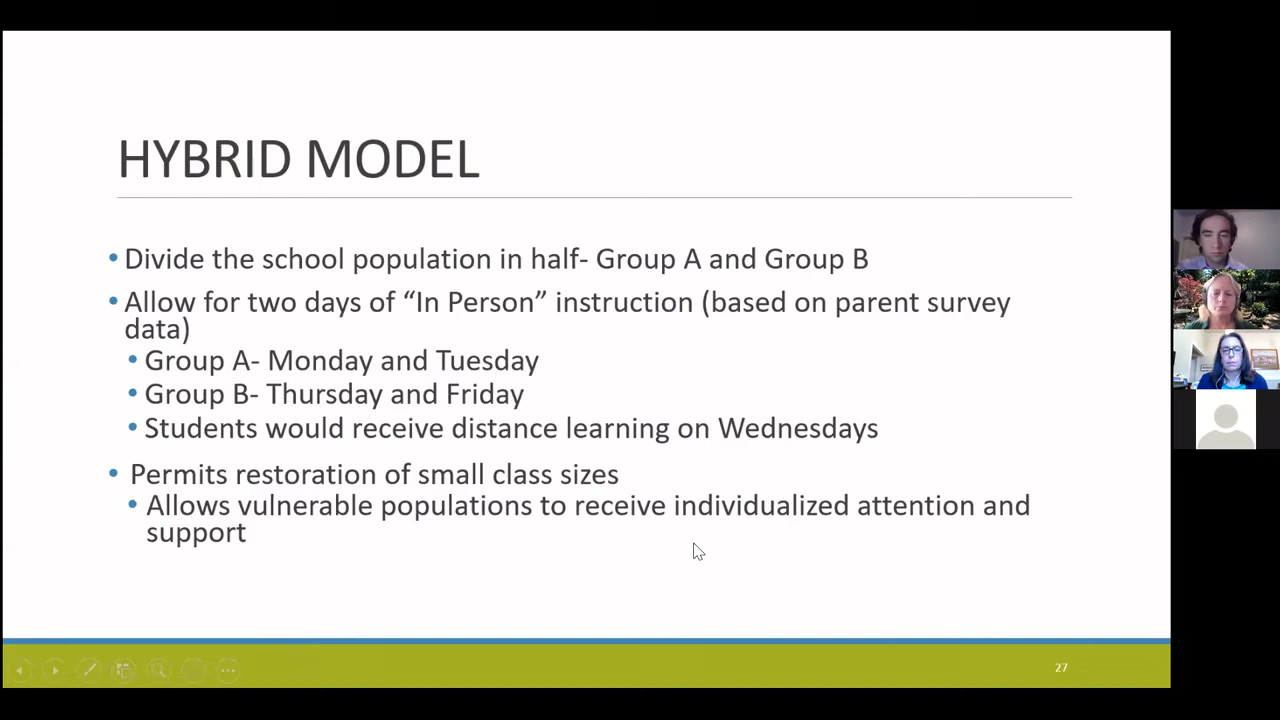 HYBRID MODEL
• Divide the school population in half- Group A and Group B
• Allow for two days of “In Person” instruction (based on parent survey
data)
• Group A- Monday and Tuesday
• Group B- Thursday and Friday
• Students would receive distance learning on Wednesdays
• Permits restoration of small class sizes
• Allows vulnerable populations to receive individualized attention and
support
27